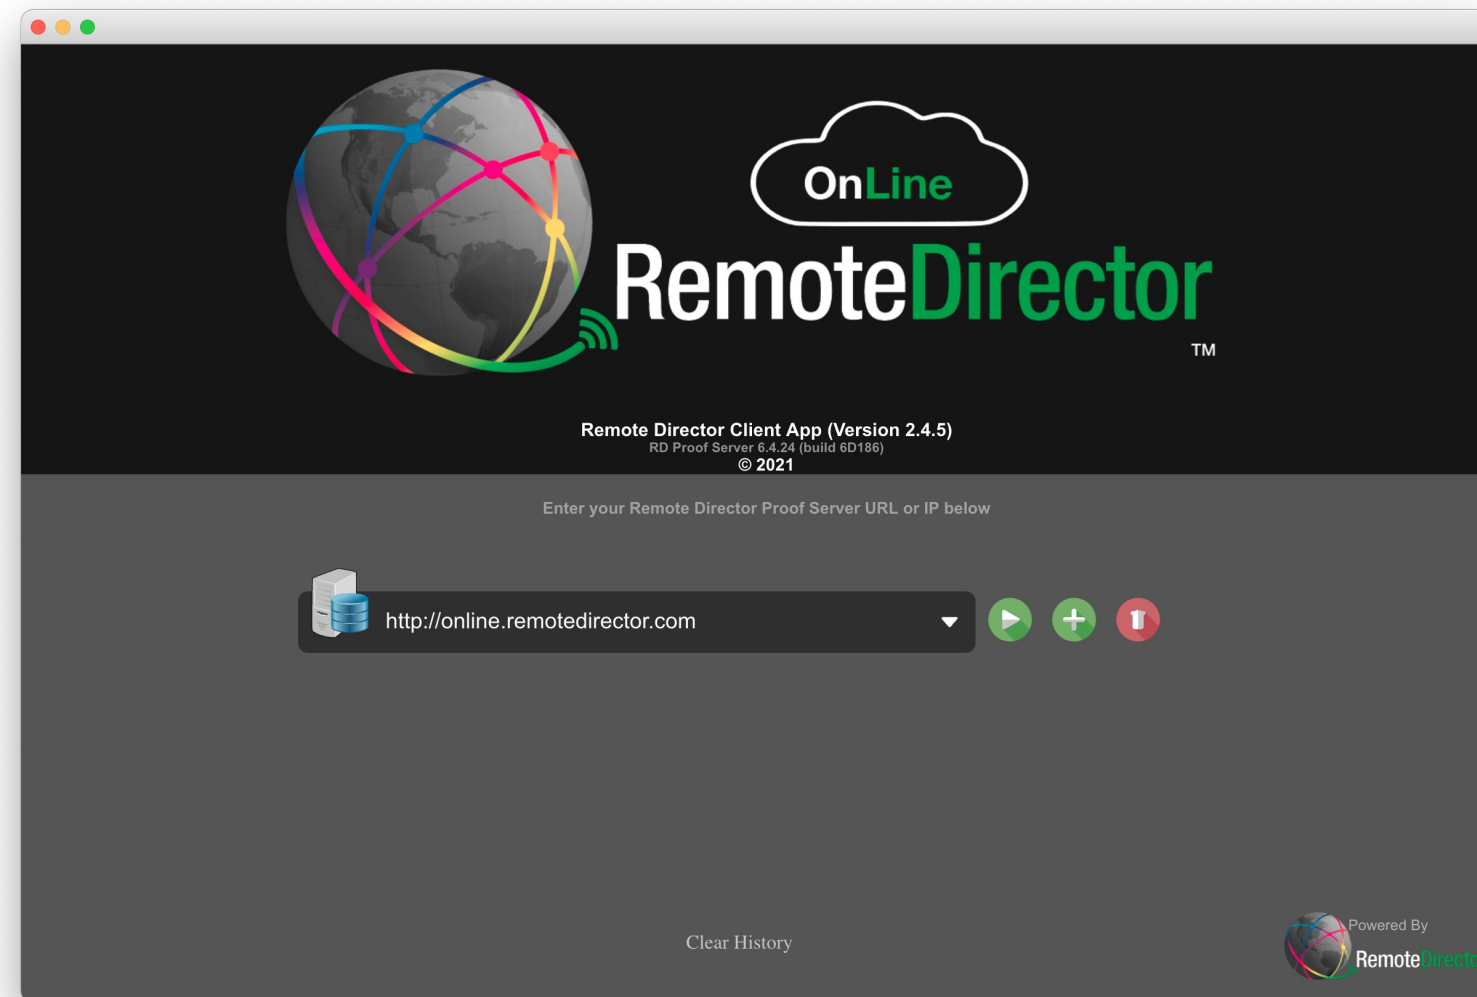 OnLine
RemoteDirector
TM
Remote Director Client App (Version 2.4.5)
RD Proof Server 6.4.24 (build 6D186)
© 2021
Enter your Remote Director Proof Server URL or IP below
http://online.remotedirector.com
Clear History
Powered By
RemoteDirecto